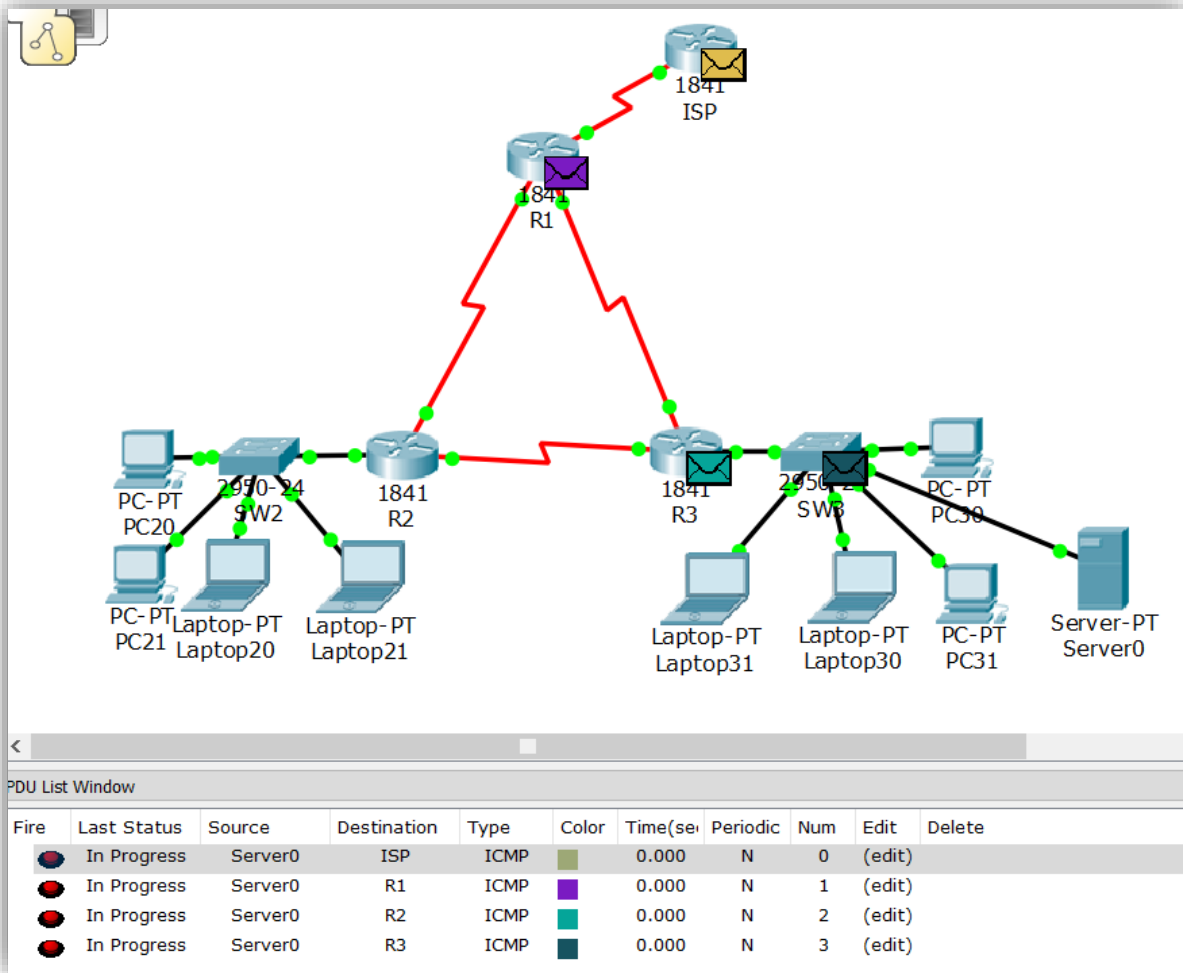 1841
ISP
1841
R1
1841
R2
1841
R3
2950-24
SW2
SW3
PC-PT
PC20
PC-PT
PC21
Laptop-PT
Laptop20
Laptop-PT
Laptop21
Laptop-PT
Laptop31
Laptop-PT
Laptop30
PC-PT
PC31
PC-PT
PC30
Server-PT
Server0
PDU List Window
Fire Last Status Source Destination Type Color Time(sec Periodic Num Edit Delete
In Progress Server0 ISP ICMP 0.000 N 0 (edit)
In Progress Server0 R1 ICMP 0.000 N 1 (edit)
In Progress Server0 R2 ICMP 0.000 N 2 (edit)
In Progress Server0 R3 ICMP 0.000 N 3 (edit)